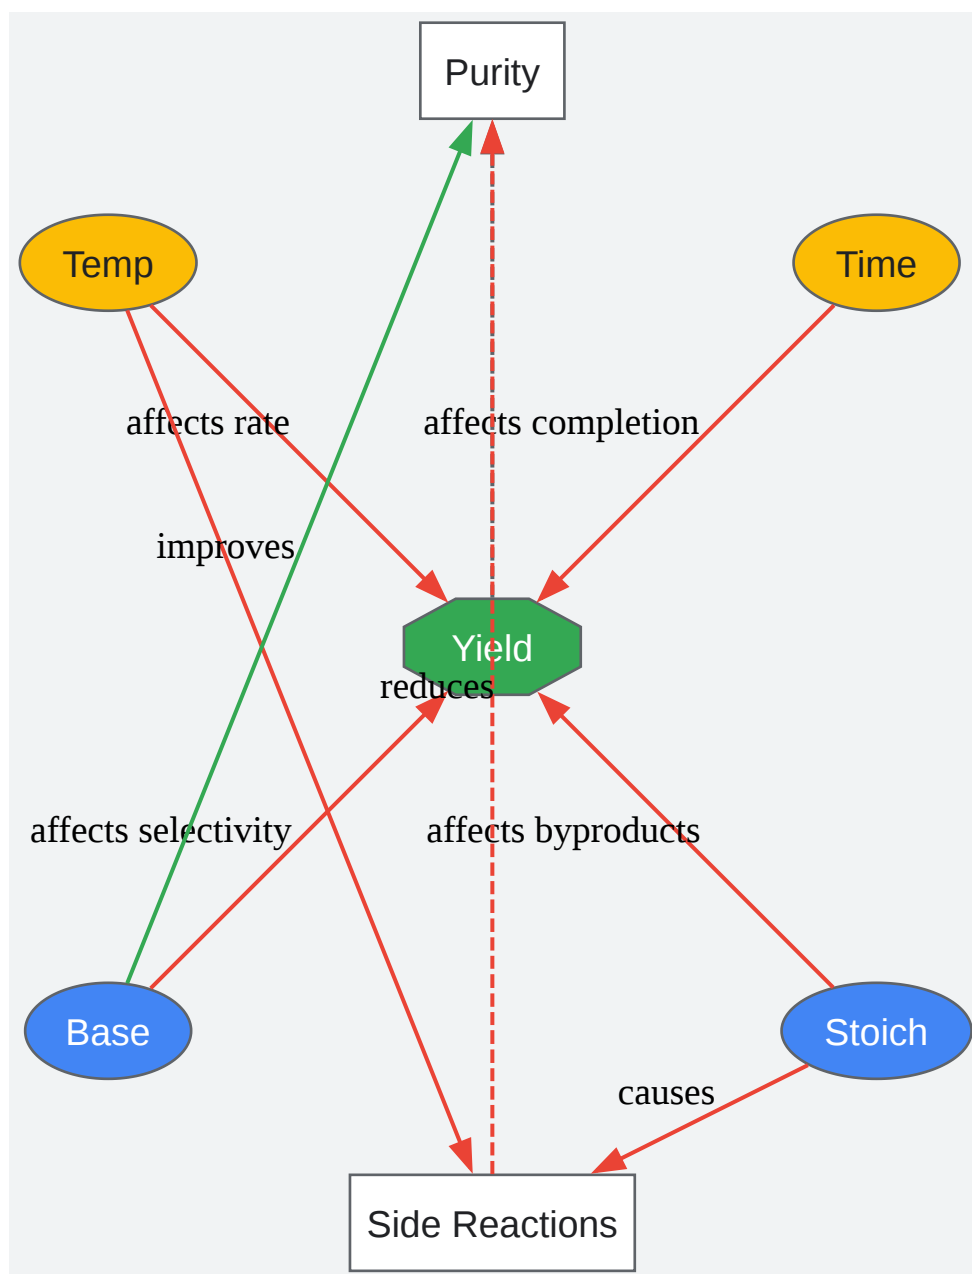 Purity
Temp
Time
affects rate
affects completion
improves
Yield
reduces
affects selectivity
affects byproducts
Base
Stoich
causes
Side Reactions